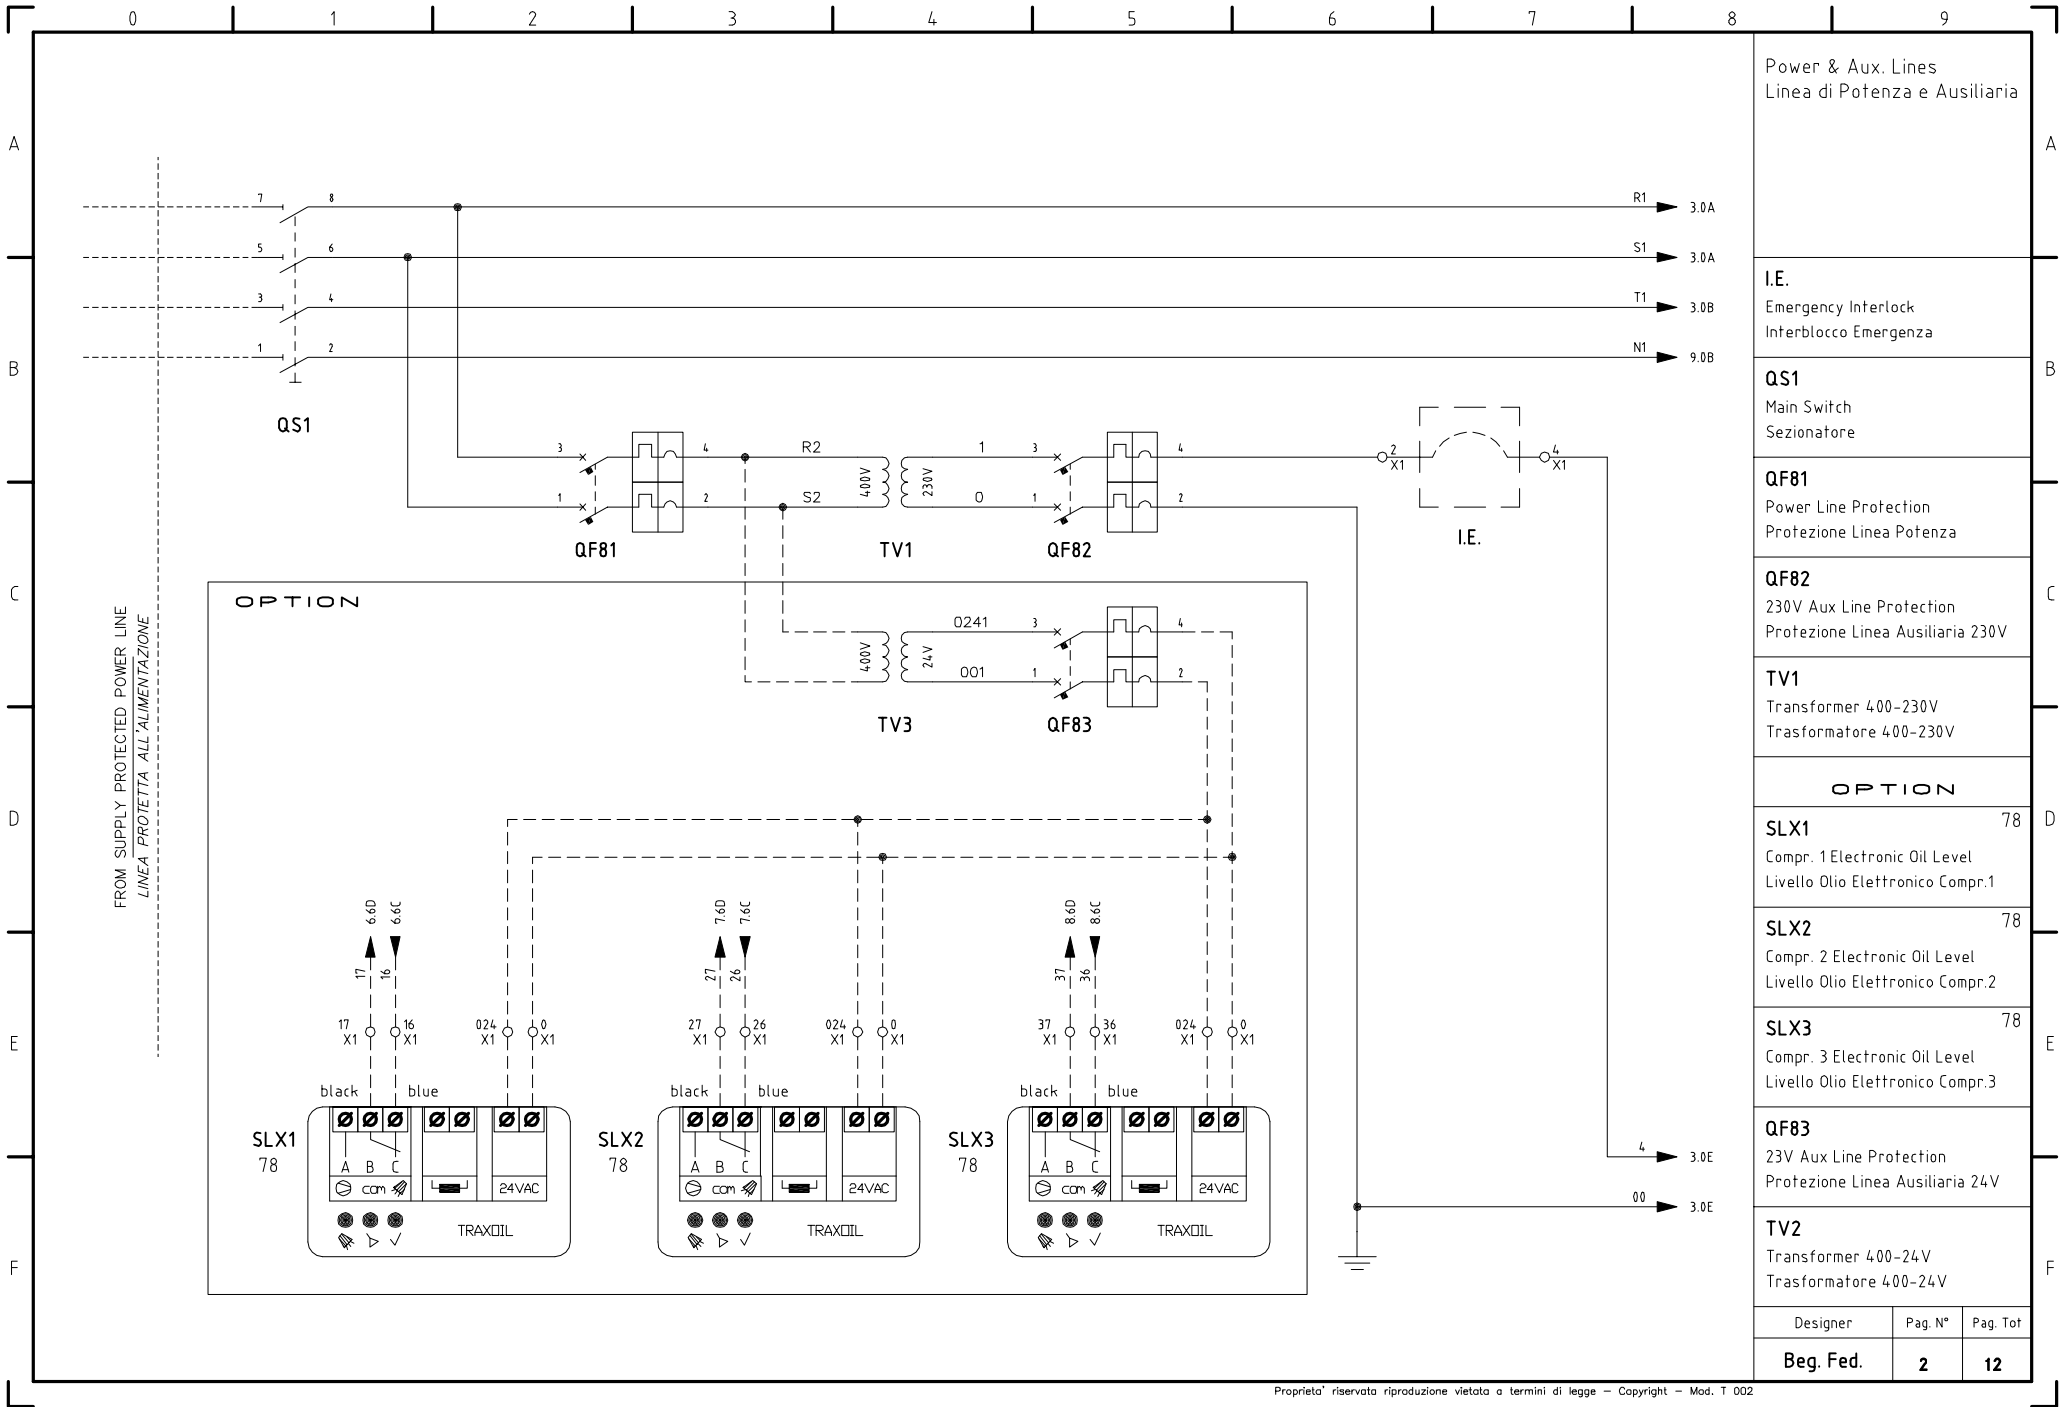 0 1 2 3 4 5 6 7 8 9
Power & Aux. Lines
Linea di Potenza e Ausiliaria
A A
7 8 R1 3.0A
5 6 S1 3.0A
3 4 T1 3.0B
1 2 N1 9.0B
QS1
I.E.
Emergency Interlock
Interblocco Emergenza
B B
QS1
Main Switch
Sezionatore
3 4 R2 400V 230V 1 3 4 2 X1 4 X1
1 2 S2 0 1 2
QF81 TV1 QF82 I.E.
QF81
Power Line Protection
Protezione Linea Potenza
C C
QF82
230V Aux Line Protection
Protezione Linea Ausiliaria 230V
OPTION
0241 3 4
400V 24V
001 1 2
TV3 QF83
TV1
Transformer 400-230V
Trasformatore 400-230V
FROM SUPPLY PROTECTED POWER LINE
LINEA PROTETTA ALL'ALIMENTAZIONE
OPTION
D D
SLX1 78
Compr. 1 Electronic Oil Level
Livello Olio Elettronico Compr.1
SLX2 78
Compr. 2 Electronic Oil Level
Livello Olio Elettronico Compr.2
6.6D 6.6C 7.6D 7.6C 8.6D 8.6C
17 16 27 26 37 36
17 X1 16 X1 024 X1 0 X1 27 X1 26 X1 024 X1 0 X1 37 X1 36 X1 024 X1 0 X1
E E
SLX3 78
Compr. 3 Electronic Oil Level
Livello Olio Elettronico Compr.3
black blue black blue black blue
SLX1 78 SLX2 78 SLX3 78
A B C A B C A B C
COM 24VAC COM 24VAC COM 24VAC
TRAXOIL TRAXOIL TRAXOIL
4 3.0E
00 3.0E
QF83
23V Aux Line Protection
Protezione Linea Ausiliaria 24V
TV2
Transformer 400-24V
Trasformatore 400-24V
F F
Designer Pag. N° Pag. Tot
Beg. Fed. 2 12
Proprieta' riservata riproduzione vietata a termini di legge – Copyright – Mod. T 002